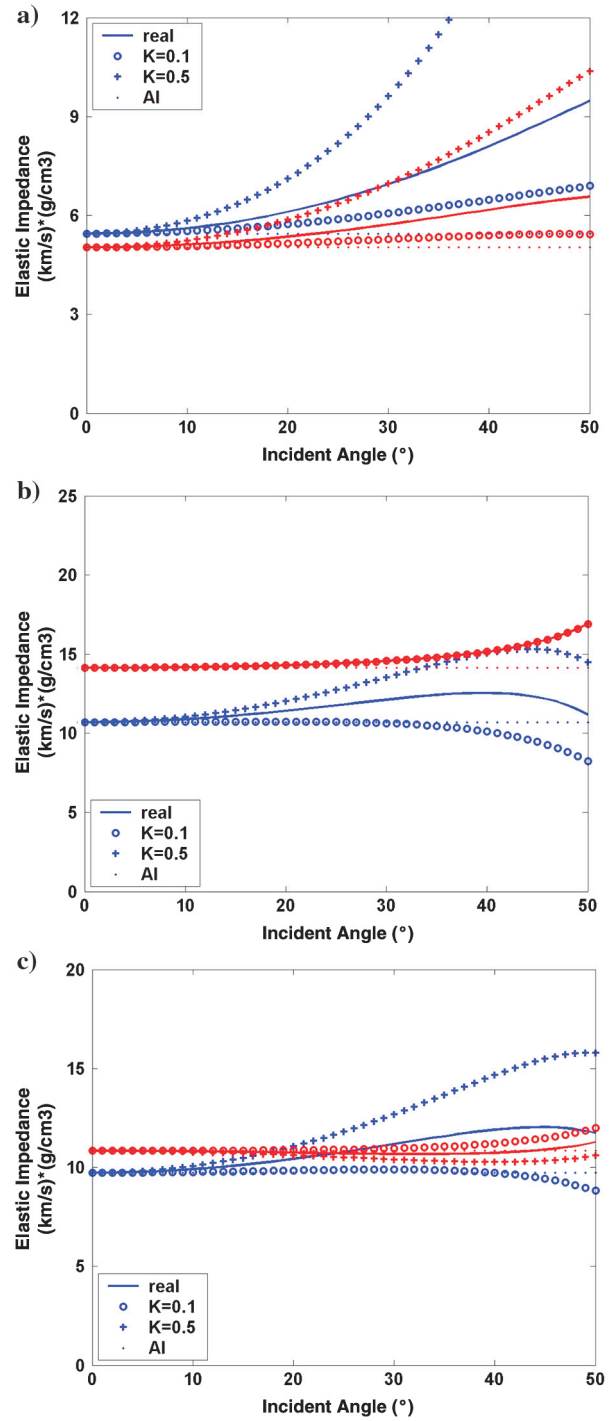 a)
12
9
6
3
0
Elastic Impedance
(km/s)*(g/cm3)
real
K=0.1
K=0.5
AI
0 10 20 30 40 50
Incident Angle (°)
b)
25
20
15
10
5
0
Elastic Impedance
(km/s)*(g/cm3)
real
K=0.1
K=0.5
AI
0 10 20 30 40 50
Incident Angle (°)
c)
20
15
10
5
0
Elastic Impedance
(km/s)*(g/cm3)
real
K=0.1
K=0.5
AI
0 10 20 30 40 50
Incident Angle (°)